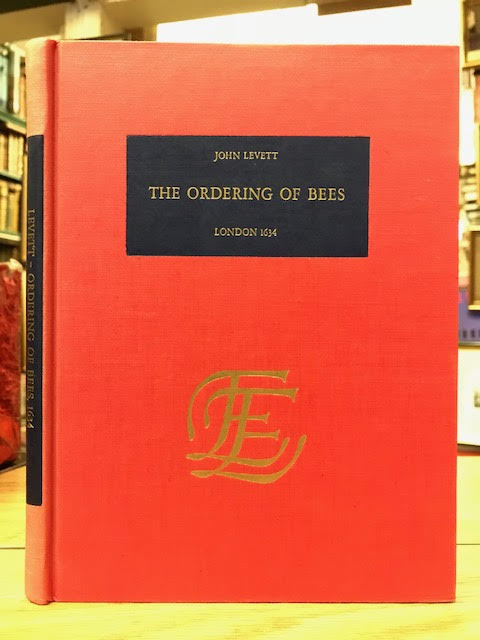 JOHN LEVETT
THE ORDERING OF BEES
LONDON 1634
LEVETT – ORDERING OF BEES, 1634